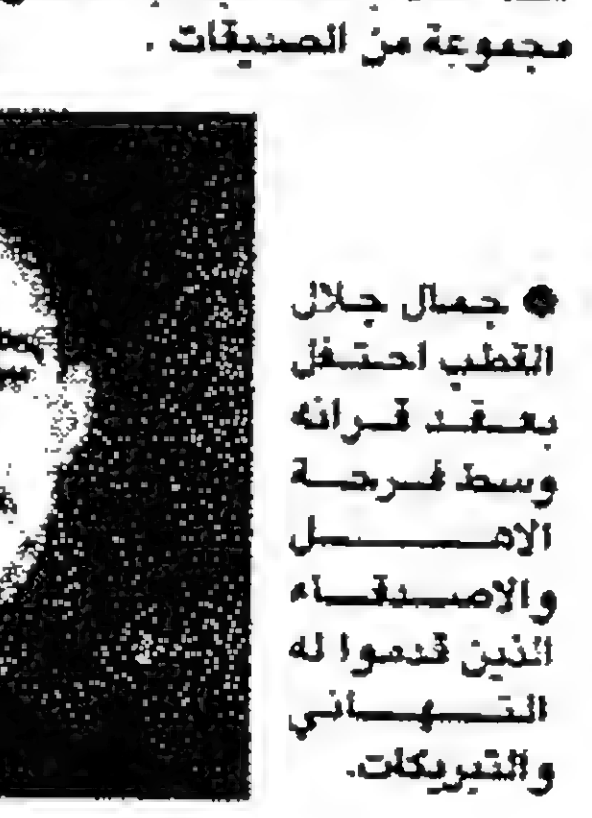 مجموعة من الصديقات .
● جمال جلال
القطب احتفل
بعقد قرانه
وسط فرحة
الاهل
والاصدقاء
الذين قدموا له
التهاني
والتبريكات.